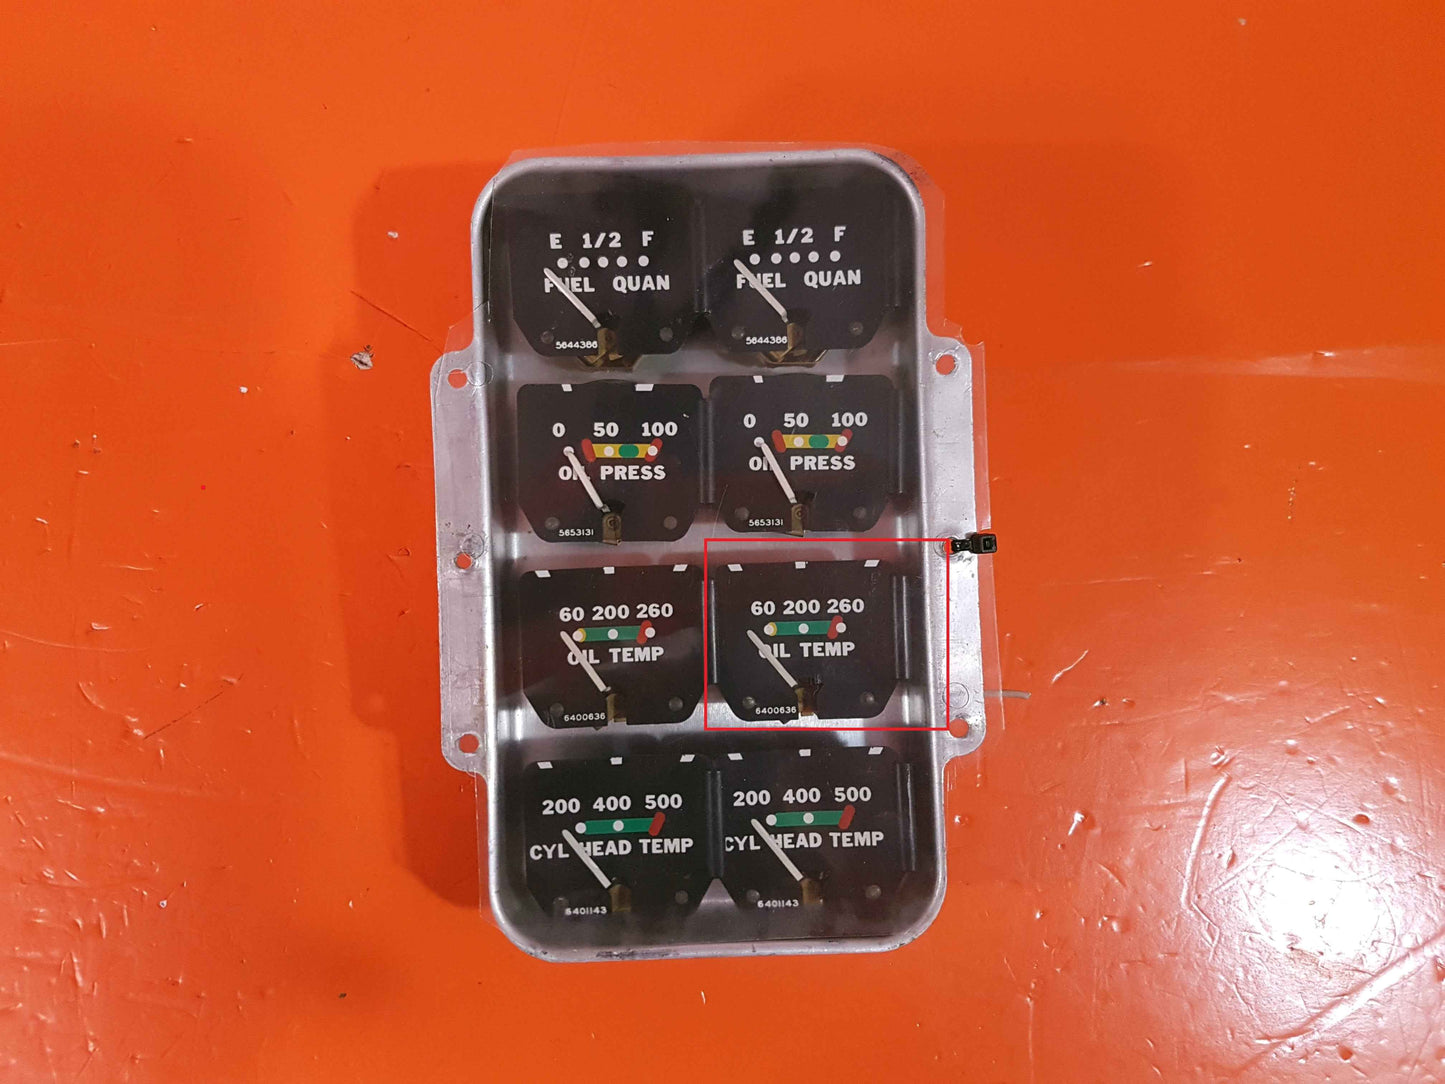 E 1/2 F
FUEL QUAN
5644386
E 1/2 F
FUEL QUAN
5644386
0 50 100
OIL PRESS
5653131
0 50 100
OIL PRESS
5653131
60 200 260
OIL TEMP
6400636
60 200 260
OIL TEMP
6400636
200 400 500
CYL HEAD TEMP
6401143
200 400 500
CYL HEAD TEMP
6401143